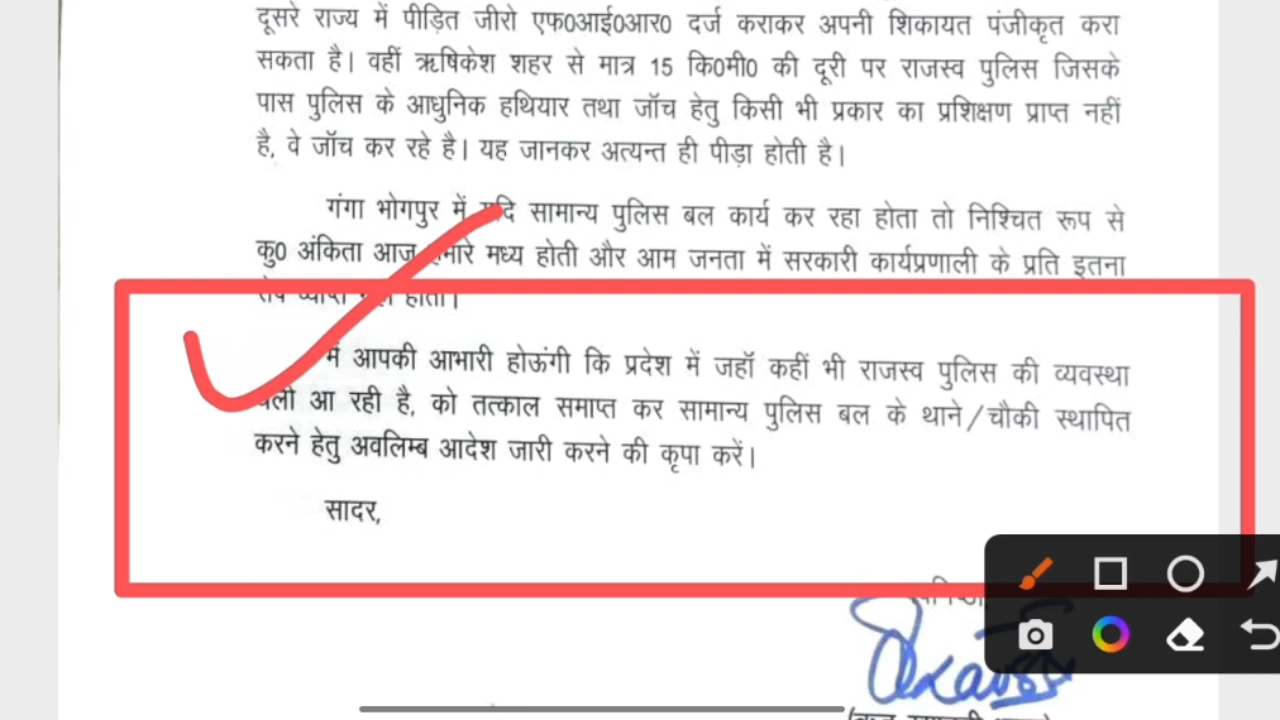 दूसरे राज्य में पीड़ित जीरो एफ0आई0आर0 दर्ज कराकर अपनी शिकायत पंजीकृत करा
सकता है। वहीं ऋषिकेश शहर से मात्र 15 कि0मी0 की दूरी पर राजस्व पुलिस जिसके
पास पुलिस के आधुनिक हथियार तथा जॉच हेतु किसी भी प्रकार का प्रशिक्षण प्राप्त नहीं
है, वे जॉच कर रहे है। यह जानकर अत्यन्त ही पीड़ा होती है।
गंगा भोगपुर में यदि सामान्य पुलिस बल कार्य कर रहा होता तो निश्चित रूप से
कु0 अंकिता आज हमारे मध्य होती और आम जनता में सरकारी कार्यप्रणाली के प्रति इतना
होता।
में आपकी आभारी होऊंगी कि प्रदेश में जहॉ कहीं भी राजस्व पुलिस की व्यवस्था
चली आ रही है, को तत्काल समाप्त कर सामान्य पुलिस बल के थाने/चौकी स्थापित
करने हेतु अवलिम्ब आदेश जारी करने की कृपा करें।
सादर,